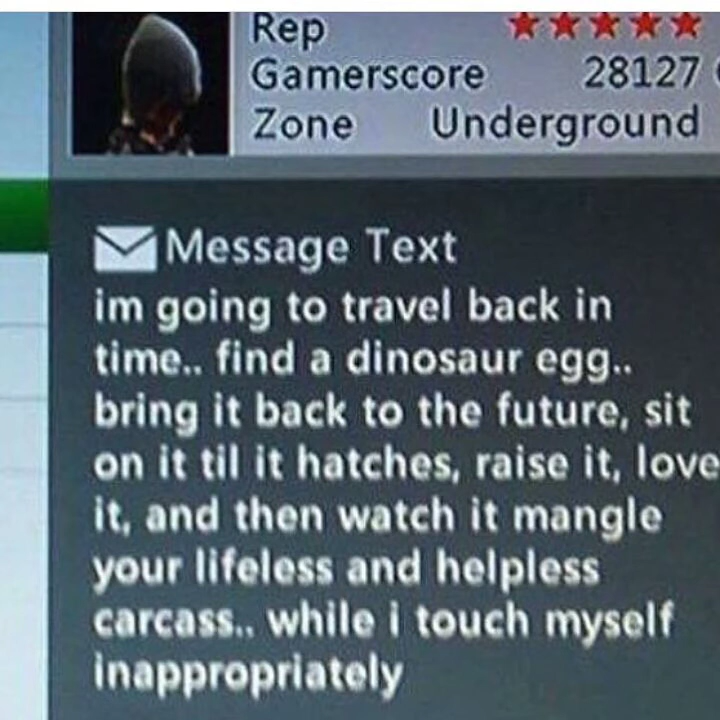 Rep ★★★★★
Gamerscore 28127
Zone Underground
Message Text
im going to travel back in
time.. find a dinosaur egg..
bring it back to the future, sit
on it til it hatches, raise it, love
it, and then watch it mangle
your lifeless and helpless
carcass.. while i touch myself
inappropriately